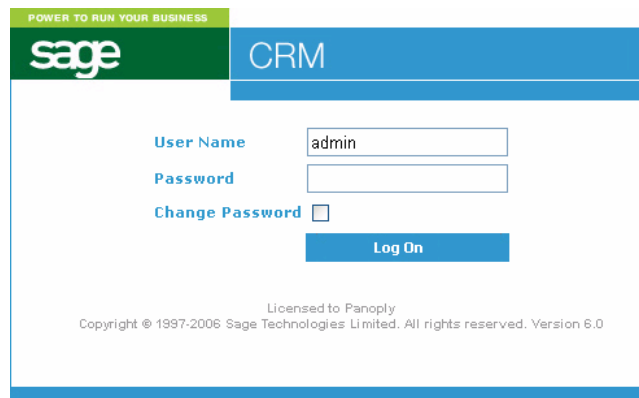 POWER TO RUN YOUR BUSINESS
sage
CRM
User Name admin
Password
Change Password
Log On
Licensed to Panoply
Copyright © 1997-2006 Sage Technologies Limited. All rights reserved. Version 6.0